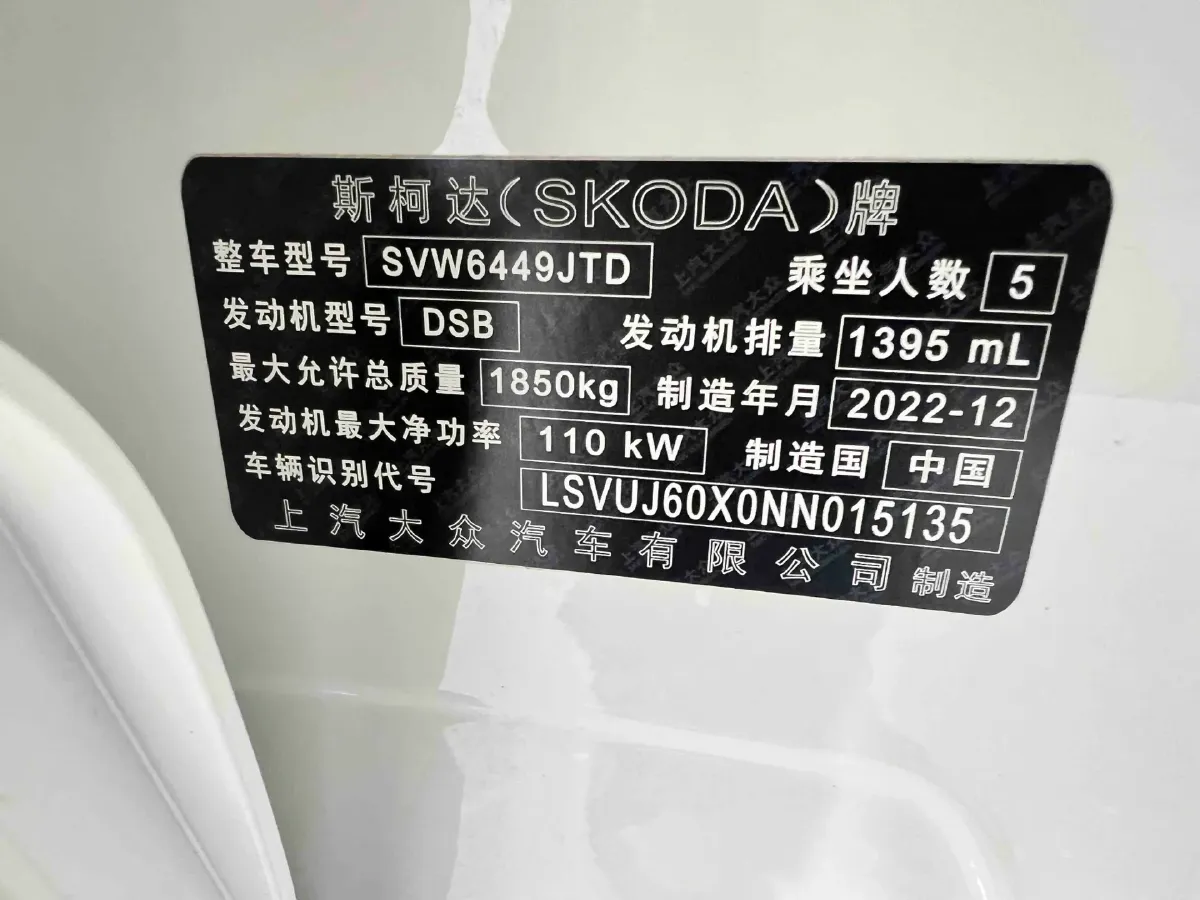 斯柯达(SKODA)牌
整车型号 SVW6449JTD 乘坐人数 5
发动机型号 DSB 发动机排量 1395 mL
最大允许总质量 1850kg 制造年月 2022-12
发动机最大净功率 110 kW 制造国 中国
车辆识别代号 LSVUJ60X0NN015135
上汽大众汽车有限公司 制造